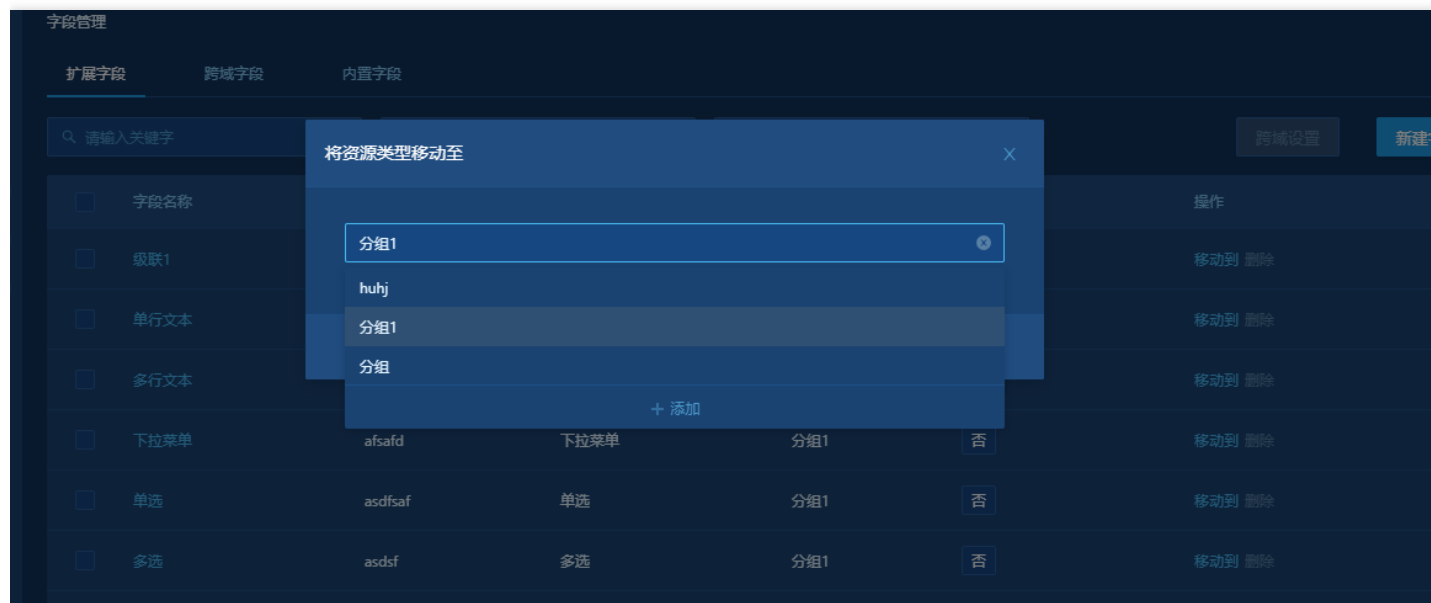 字段管理
扩展字段 跨域字段 内置字段
请输入关键字 跨域设置 新建
将资源类型移动至
字段名称 操作
分组1
级联1 移动到 删除
huhj
单行文本 分组1 移动到 删除
分组
多行文本 移动到 删除
+ 添加
下拉菜单 afsafd 下拉菜单 分组1 否 移动到 删除
单选 asdfsaf 单选 分组1 否 移动到 删除
多选 asdsf 多选 分组1 否 移动到 删除